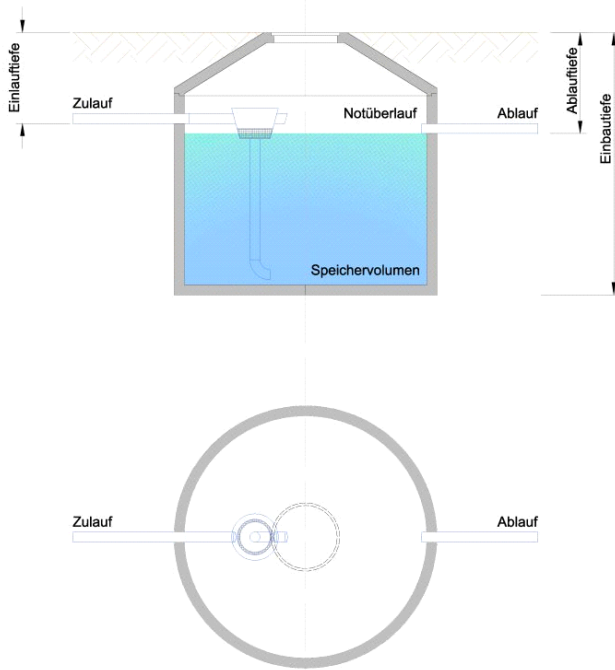 Einlauftiefe
Zulauf
Notüberlauf
Ablauf
Ablauftiefe
Einbautiefe
Speichervolumen
Zulauf
Ablauf